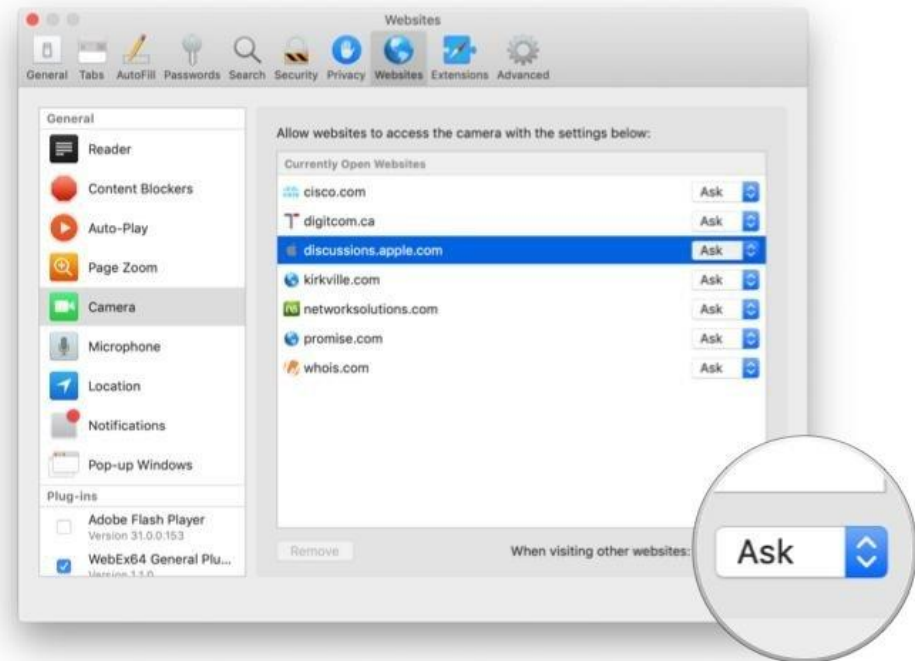 Websites
General Tabs AutoFill Passwords Search Security Privacy Websites Extensions Advanced
General
Reader
Content Blockers
Auto-Play
Page Zoom
Camera
Microphone
Location
Notifications
Pop-up Windows
Plug-ins
Adobe Flash Player
Version 31.0.0.153
WebEx64 General Plu...
Version 1.1.0
Allow websites to access the camera with the settings below:
Currently Open Websites
cisco.com Ask
digitcom.ca Ask
discussions.apple.com Ask
kirkville.com Ask
networksolutions.com Ask
promise.com Ask
whois.com Ask
Remove When visiting other websites: Ask